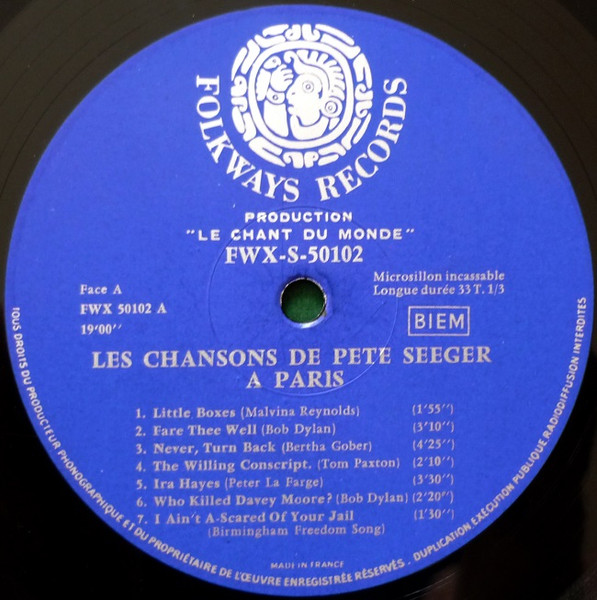 FOLKWAYS RECORDS
PRODUCTION
"LE CHANT DU MONDE"
FWX-S-50102
Face A
FWX 50102 A
19'00''
Microsillon incassable
Longue durée 33 T. 1/3
BIEM
LES CHANSONS DE PETE SEEGER
A PARIS
1. Little Boxes (Malvina Reynolds) (1'55'')
2. Fare Thee Well (Bob Dylan) (3'10'')
3. Never, Turn Back (Bertha Gober) (4'25'')
4. The Willing Conscript. (Tom Paxton) (2'10'')
5. Ira Hayes (Peter La Farge) (3'30'')
6. Who Killed Davey Moore? (Bob Dylan) (2'20'')
7. I Ain't A-Scared Of Your Jail (1'30'')
(Birmingham Freedom Song)
MADE IN FRANCE
TOUS DROITS DU PRODUCTEUR PHONOGRAPHIQUE ET DU PROPRIÉTAIRE DE L'ŒUVRE ENREGISTRÉE RÉSERVÉS. DUPLICATION, EXÉCUTION PUBLIQUE, RADIODIFFUSION INTERDITES